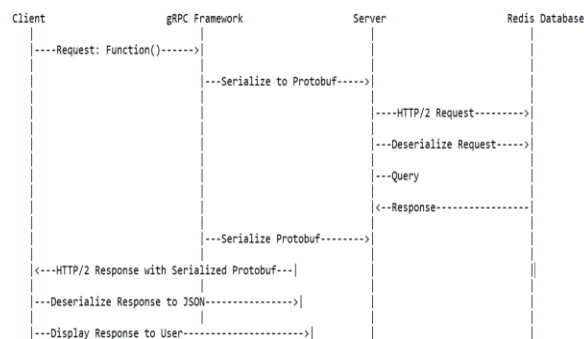 Client gRPC Framework Server Redis Database
|----Request: Function()------>|
|---Serialize to Protobuf----->|
|----HTTP/2 Request--------->|
|---Deserialize Request----->|
|---Query
|<--Response----------------
|---Serialize Protobuf-------->|
|<---HTTP/2 Response with Serialized Protobuf---|
|---Deserialize Response to JSON---------------->|
|---Display Response to User---------------------->|